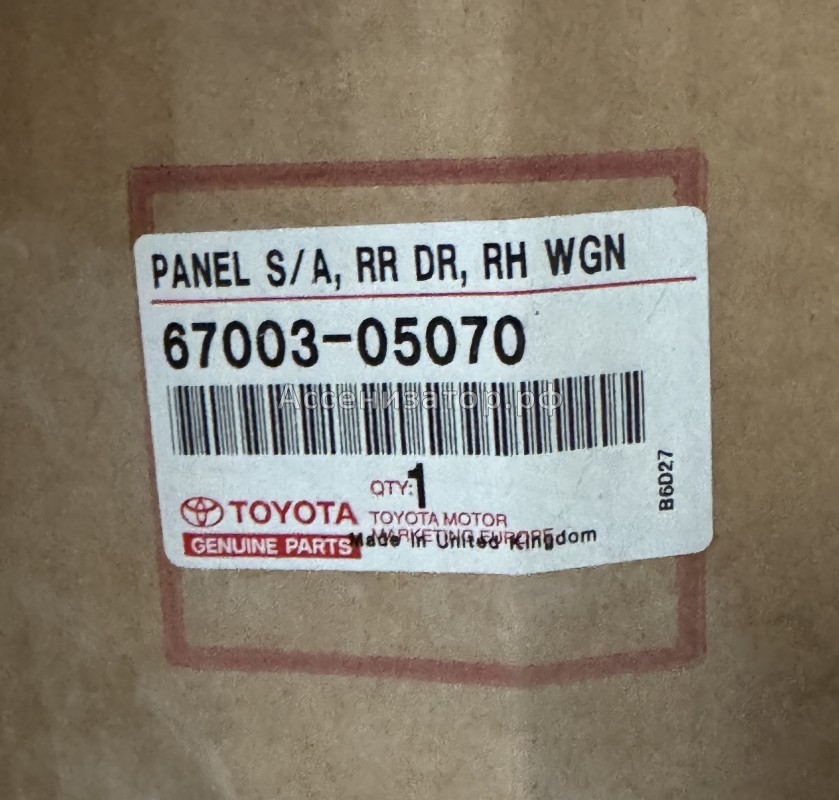 PANEL S/A, RR DR, RH WGN
67003-05070
Ассенизатор.рф
QTY:1
B6D27
TOYOTA
GENUINE PARTS
TOYOTA MOTOR
MARKETING EUROPE
Made in United Kingdom